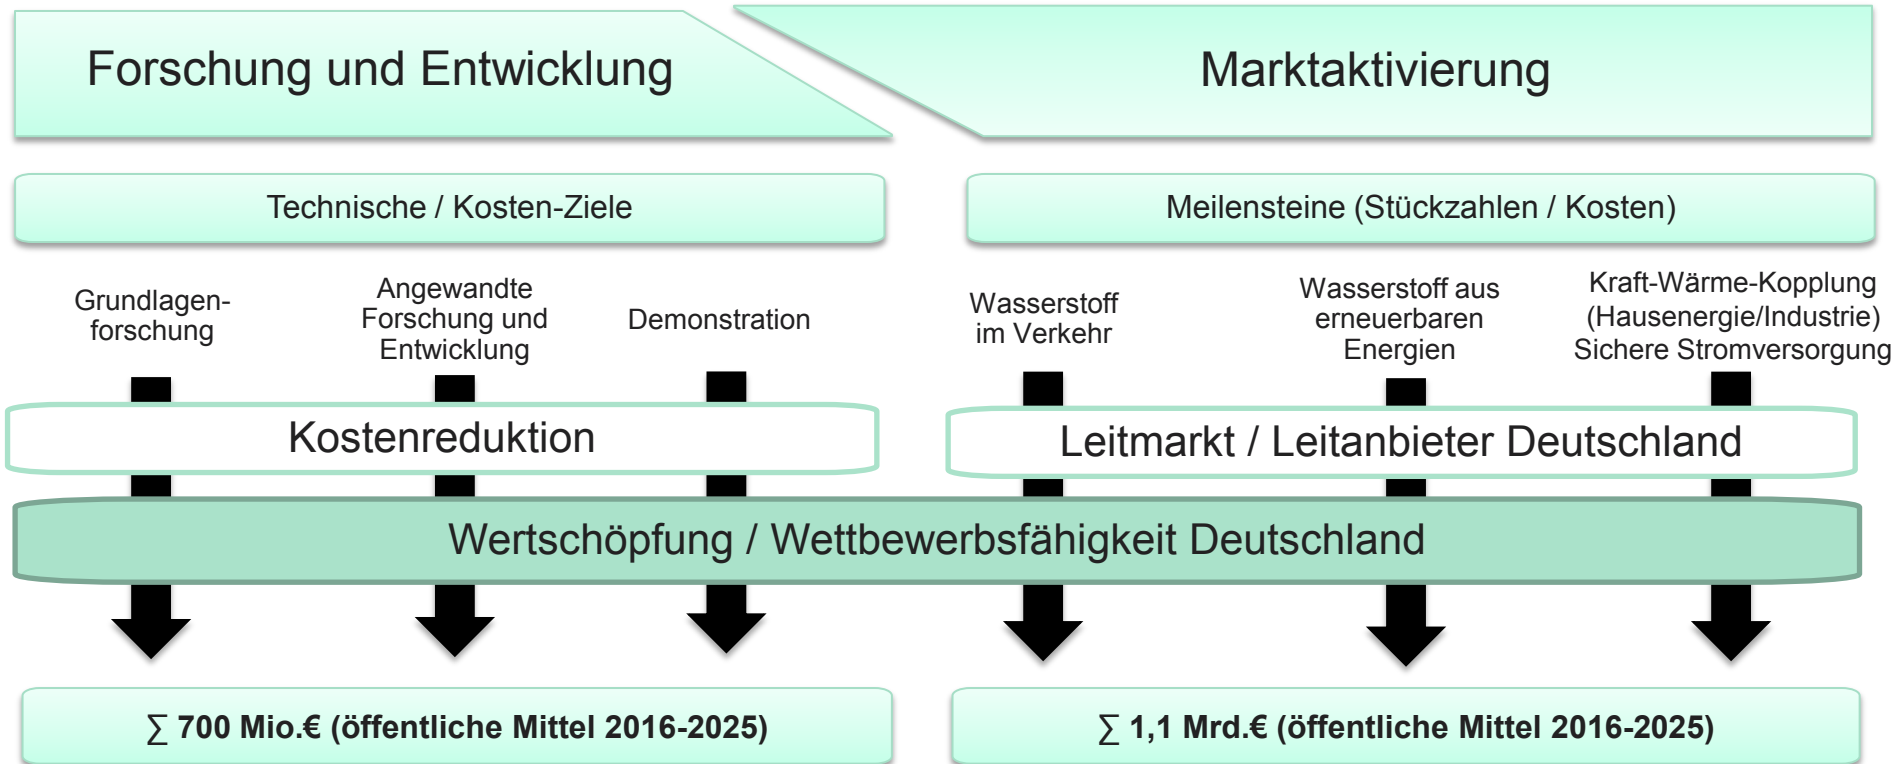 Forschung und Entwicklung
Marktaktivierung
Technische / Kosten-Ziele
Meilensteine (Stückzahlen / Kosten)
Grundlagen-
forschung
Angewandte
Forschung und
Entwicklung
Demonstration
Wasserstoff
im Verkehr
Wasserstoff aus
erneuerbaren
Energien
Kraft-Wärme-Kopplung
(Hausenergie/Industrie)
Sichere Stromversorgung
Kostenreduktion
Leitmarkt / Leitanbieter Deutschland
Wertschöpfung / Wettbewerbsfähigkeit Deutschland
∑ 700 Mio.€ (öffentliche Mittel 2016-2025)
∑ 1,1 Mrd.€ (öffentliche Mittel 2016-2025)